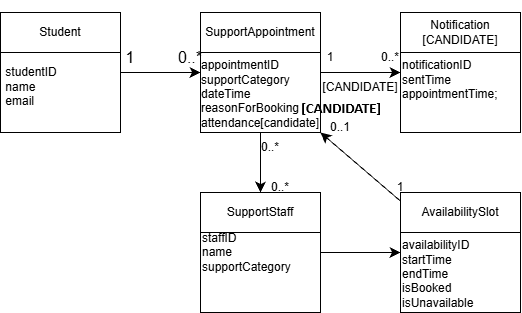 Student
studentID
name
email
1
0..*
SupportAppointment
appointmentID
supportCategory
dateTime
reasonForBooking [CANDIDATE]
attendance[candidate]
1
0..*
[CANDIDATE]
Notification
[CANDIDATE]
notificationID
sentTime
appointmentTime;
0..*
0..1
0..*
1
SupportStaff
staffID
name
supportCategory
AvailabilitySlot
availabilityID
startTime
endTime
isBooked
isUnavailable